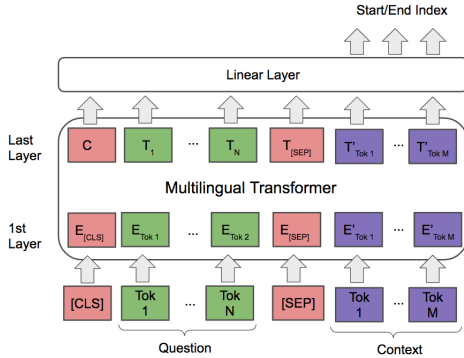 Start/End Index
Linear Layer
Last
Layer
C T1 ... TN T[SEP] T'Tok 1 ... T'Tok M
Multilingual Transformer
1st
Layer
E[CLS] ETok 1 ... ETok 2 E[SEP] E'Tok 1 ... E'Tok M
[CLS] Tok 1 ... Tok N [SEP] Tok 1 ... Tok M
Question Context